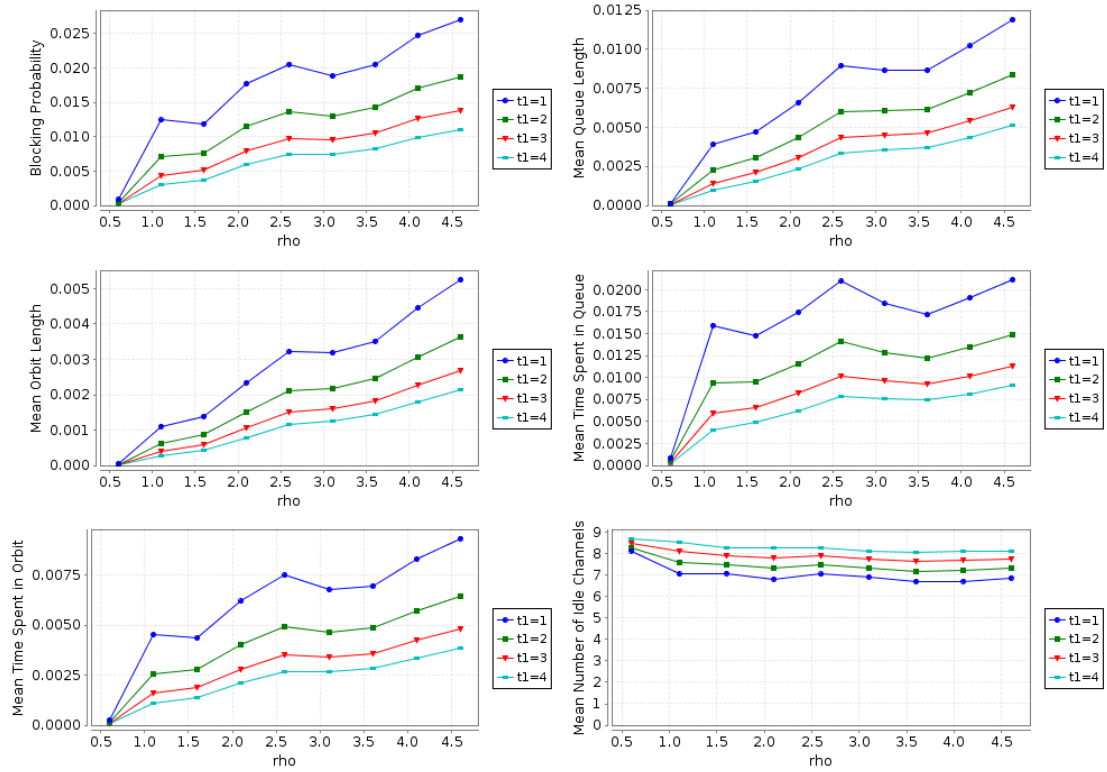 Blocking Probability
0.025
0.020
0.015
0.010
0.005
0.000
0.5 1.0 1.5 2.0 2.5 3.0 3.5 4.0 4.5
rho
t1=1
t1=2
t1=3
t1=4
Mean Queue Length
0.0125
0.0100
0.0075
0.0050
0.0025
0.0000
0.5 1.0 1.5 2.0 2.5 3.0 3.5 4.0 4.5
rho
t1=1
t1=2
t1=3
t1=4
Mean Orbit Length
0.005
0.004
0.003
0.002
0.001
0.000
0.5 1.0 1.5 2.0 2.5 3.0 3.5 4.0 4.5
rho
t1=1
t1=2
t1=3
t1=4
Mean Time Spent in Queue
0.0200
0.0175
0.0150
0.0125
0.0100
0.0075
0.0050
0.0025
0.0000
0.5 1.0 1.5 2.0 2.5 3.0 3.5 4.0 4.5
rho
t1=1
t1=2
t1=3
t1=4
Mean Time Spent in Orbit
0.0075
0.0050
0.0025
0.0000
0.5 1.0 1.5 2.0 2.5 3.0 3.5 4.0 4.5
rho
t1=1
t1=2
t1=3
t1=4
Mean Number of Idle Channels
9
8
7
6
5
4
3
2
1
0
0.5 1.0 1.5 2.0 2.5 3.0 3.5 4.0 4.5
rho
t1=1
t1=2
t1=3
t1=4